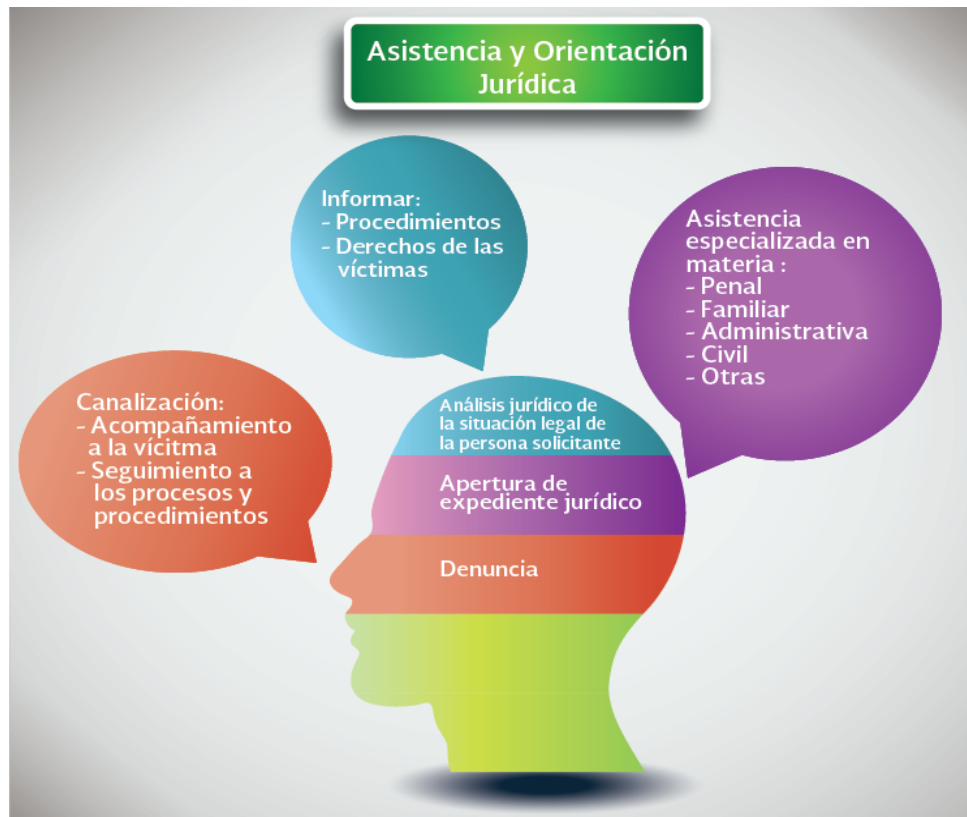 Asistencia y Orientación
Jurídica
Informar:
- Procedimientos
- Derechos de las
víctimas
Asistencia
especializada en
materia :
- Penal
- Familiar
- Administrativa
- Civil
- Otras
Canalización:
- Acompañamiento
a la vícitma
- Seguimiento a
los procesos y
procedimientos
Análisis jurídico de
la situación legal de
la persona solicitante
Apertura de
expediente jurídico
Denuncia